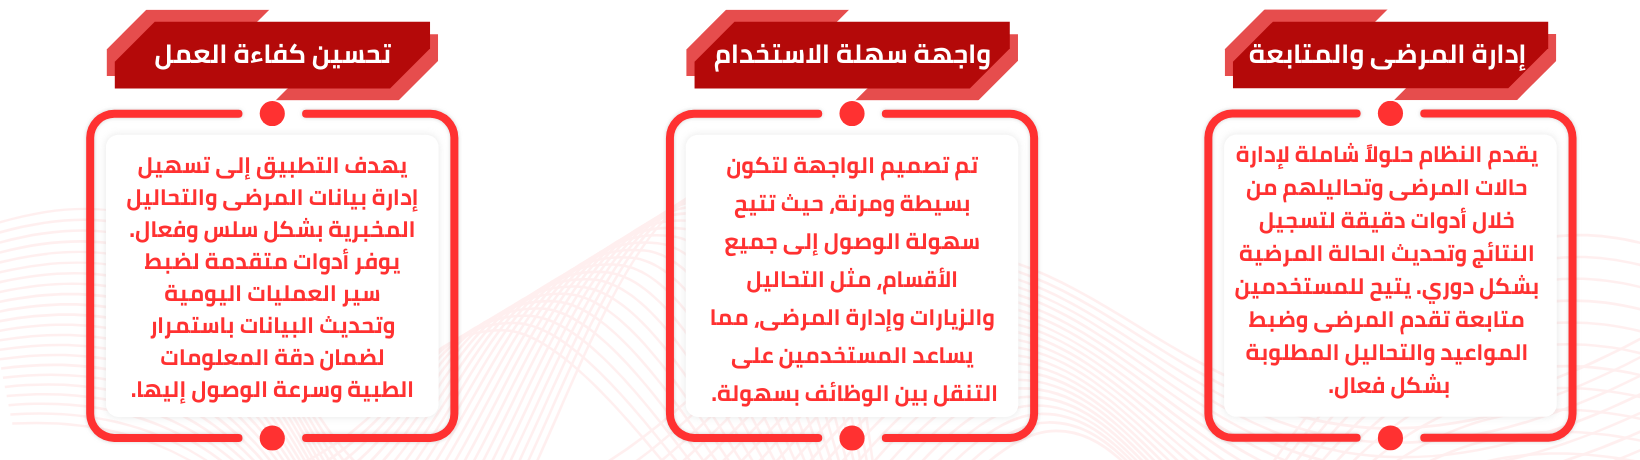 إدارة المرضى والمتابعة
يقدم النظام حلولاً شاملة لإدارة
حالات المرضى وتحاليلهم من
خلال أدوات دقيقة لتسجيل
النتائج وتحديث الحالة المرضية
بشكل دوري. يتيح للمستخدمين
متابعة تقدم المرضى وضبط
المواعيد والتحاليل المطلوبة
بشكل فعال.
واجهة سهلة الاستخدام
تم تصميم الواجهة لتكون
بسيطة ومرنة، حيث تتيح
سهولة الوصول إلى جميع
الأقسام، مثل التحاليل
والزيارات وإدارة المرضى، مما
يساعد المستخدمين على
التنقل بين الوظائف بسهولة.
تحسين كفاءة العمل
يهدف التطبيق إلى تسهيل
إدارة بيانات المرضى والتحاليل
المخبرية بشكل سلس وفعال.
يوفر أدوات متقدمة لضبط
سير العمليات اليومية
وتحديث البيانات باستمرار
لضمان دقة المعلومات
الطبية وسرعة الوصول إليها.